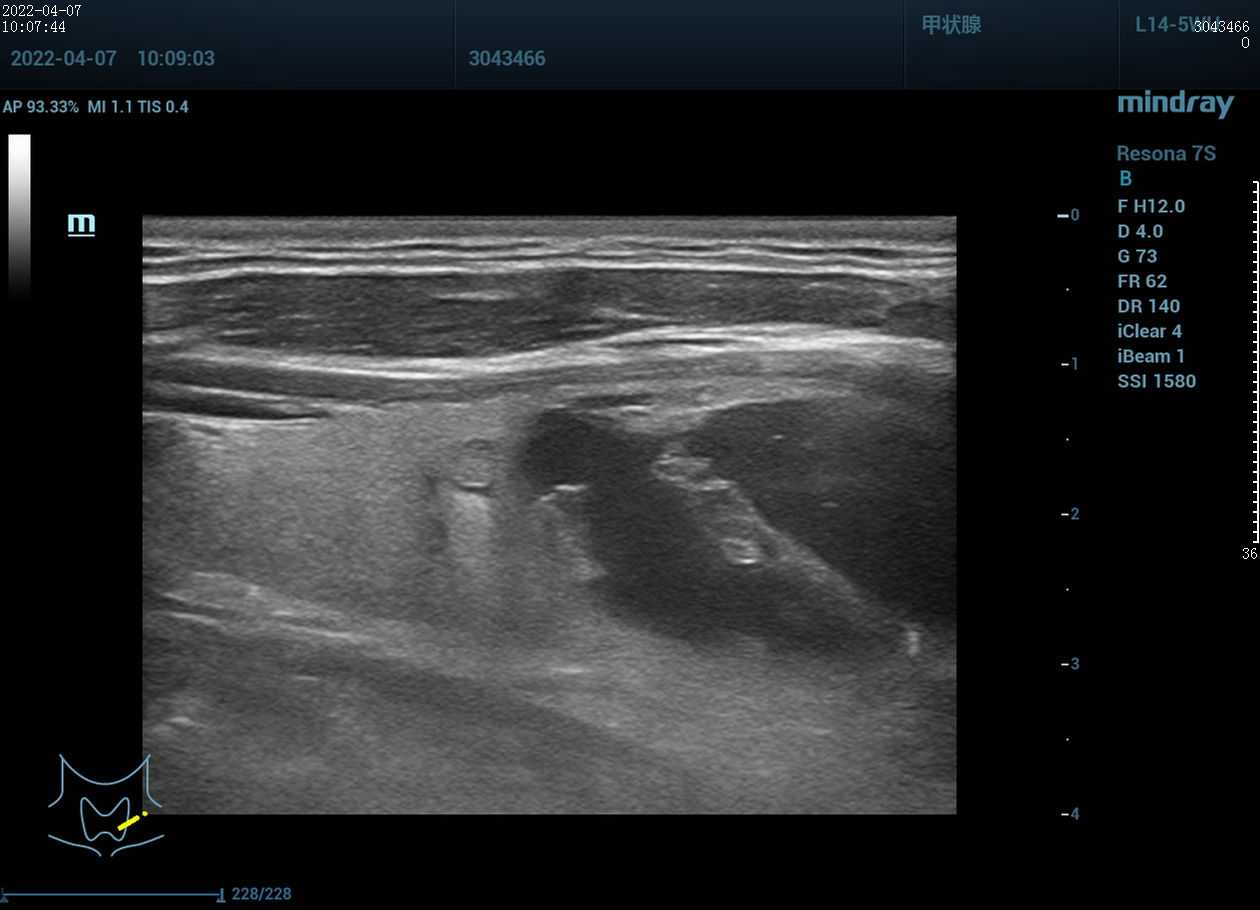 2022-04-07
10:07:44
甲状腺
3043466
0
2022-04-07 10:09:03
3043466
AP 93.33% MI 1.1 TIS 0.4
mindray
m
Resona 7S
B
F H12.0
D 4.0
G 73
FR 62
DR 140
iClear 4
iBeam 1
SSI 1580
0
1
2
3
4
36
228/228